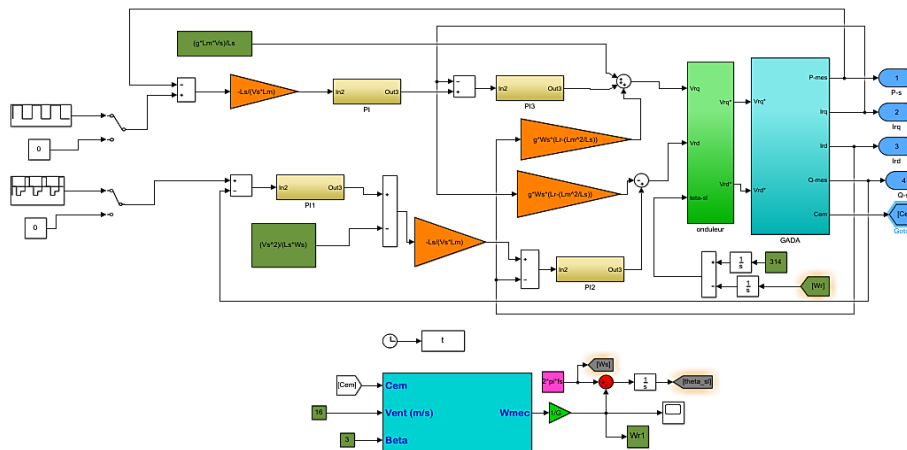 (g*Lm*Vs)/Ls
-Ls/(Vs*Lm)
In2
Out3
PI
In2
Out3
PI3
g*Ws*(Lr-(Lm^2/Ls))
g*Ws*(Lr-(Lm^2/Ls))
0
0
In2
Out3
PI1
(Vs^2)/(Ls*Ws)
-Ls/(Vs*Lm)
In2
Out3
PI2
Vrq
Vrd
teta-sl
Vrq*
Vrd*
onduleur
Vrq*
Vrd*
P-mes
Irq
Ird
Q-mes
Cem
GADA
1
P-s
2
Irq
3
Ird
4
1
s
314
1
s
[Wr]
t
[Cem]
16
3
Cem
Vent (m/s)
Beta
Wmec
2*pi*fs
[Ws]
1/G
1
s
[theta_sl]
Wr1